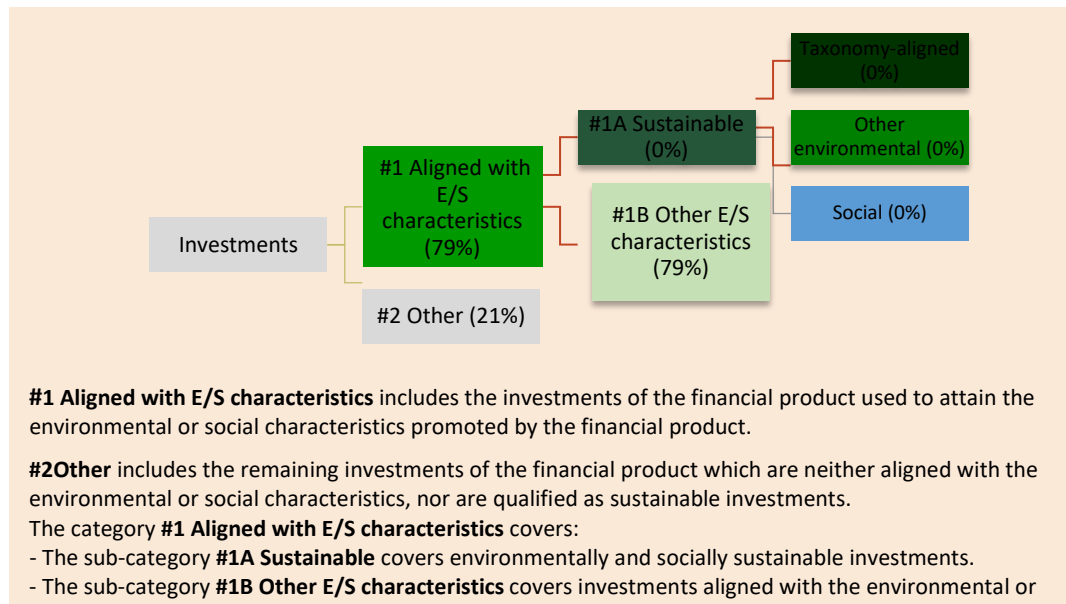 Taxonomy-aligned
(0%)
#1A Sustainable
(0%)
Other
environmental (0%)
#1 Aligned with
E/S
characteristics
(79%)
#1B Other E/S
characteristics
(79%)
Social (0%)
Investments
#2 Other (21%)
#1 Aligned with E/S characteristics includes the investments of the financial product used to attain the
environmental or social characteristics promoted by the financial product.
#2Other includes the remaining investments of the financial product which are neither aligned with the
environmental or social characteristics, nor are qualified as sustainable investments.
The category #1 Aligned with E/S characteristics covers:
- The sub-category #1A Sustainable covers environmentally and socially sustainable investments.
- The sub-category #1B Other E/S characteristics covers investments aligned with the environmental or